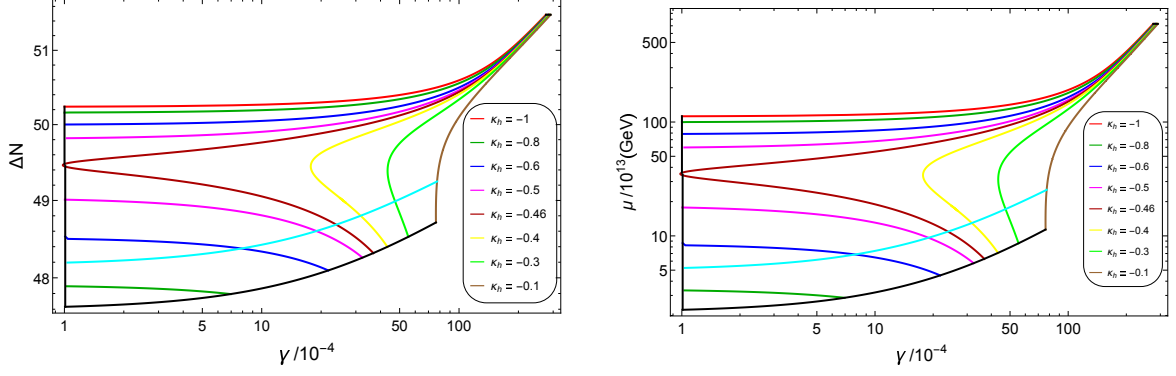 ΔN
51
50
49
48
1
5
10
50
100
γ /10⁻⁴
κh = -1
κh = -0.8
κh = -0.6
κh = -0.5
κh = -0.46
κh = -0.4
κh = -0.3
κh = -0.1
μ /10¹³(GeV)
500
100
50
10
5
1
5
10
50
100
γ /10⁻⁴
κh = -1
κh = -0.8
κh = -0.6
κh = -0.5
κh = -0.46
κh = -0.4
κh = -0.3
κh = -0.1